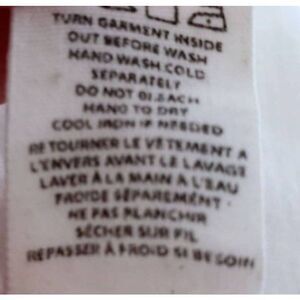 TURN GARMENT INSIDE
OUT BEFORE WASH
HAND WASH COLD
SEPARATELY
DO NOT BLEACH
HANG TO DRY
COOL IRON IF NEEDED
RETOURNER LE VÊTEMENT A
L'ENVERS AVANT LE LAVAGE
LAVER À LA MAIN À L'EAU
FROIDE SÉPARÉMENT
NE PAS BLANCHIR
SÉCHER SUR FIL
REPASSER À FROID SI BESOIN